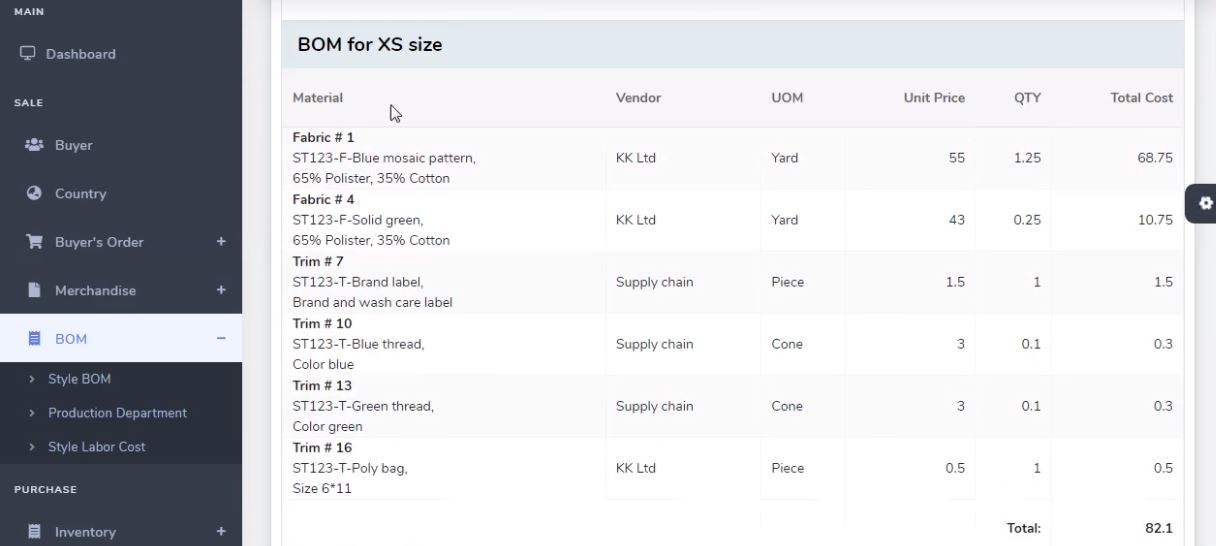 MAIN
Dashboard
SALE
Buyer
Country
Buyer's Order +
Merchandise +
BOM −
› Style BOM
› Production Department
› Style Labor Cost
PURCHASE
Inventory +
BOM for XS size
Material Vendor UOM Unit Price QTY Total Cost
Fabric # 1
ST123-F-Blue mosaic pattern, KK Ltd Yard 55 1.25 68.75
65% Polister, 35% Cotton
Fabric # 4
ST123-F-Solid green, KK Ltd Yard 43 0.25 10.75
65% Polister, 35% Cotton
Trim # 7
ST123-T-Brand label, Supply chain Piece 1.5 1 1.5
Brand and wash care label
Trim # 10
ST123-T-Blue thread, Supply chain Cone 3 0.1 0.3
Color blue
Trim # 13
ST123-T-Green thread, Supply chain Cone 3 0.1 0.3
Color green
Trim # 16
ST123-T-Poly bag, KK Ltd Piece 0.5 1 0.5
Size 6*11
Total: 82.1